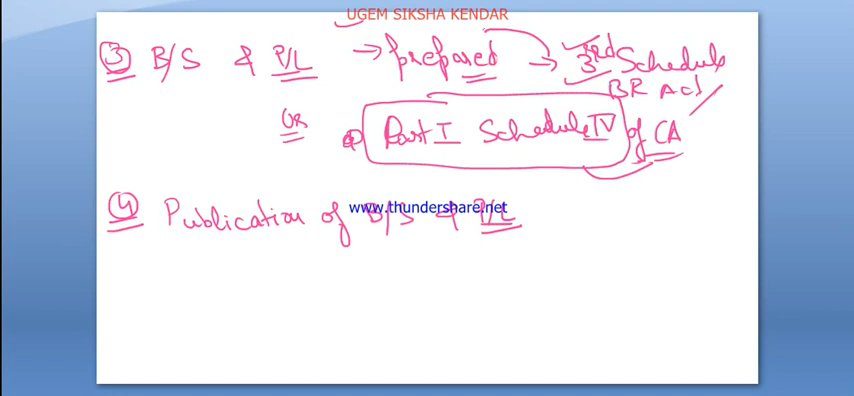 UGEM SIKSHA KENDAR
③ B/S & P/L → prepared → 3rd Schedule
BR Act
OR
Part I Schedule IV of CA
④ Publication of B/S & P/L
www.thundershare.net